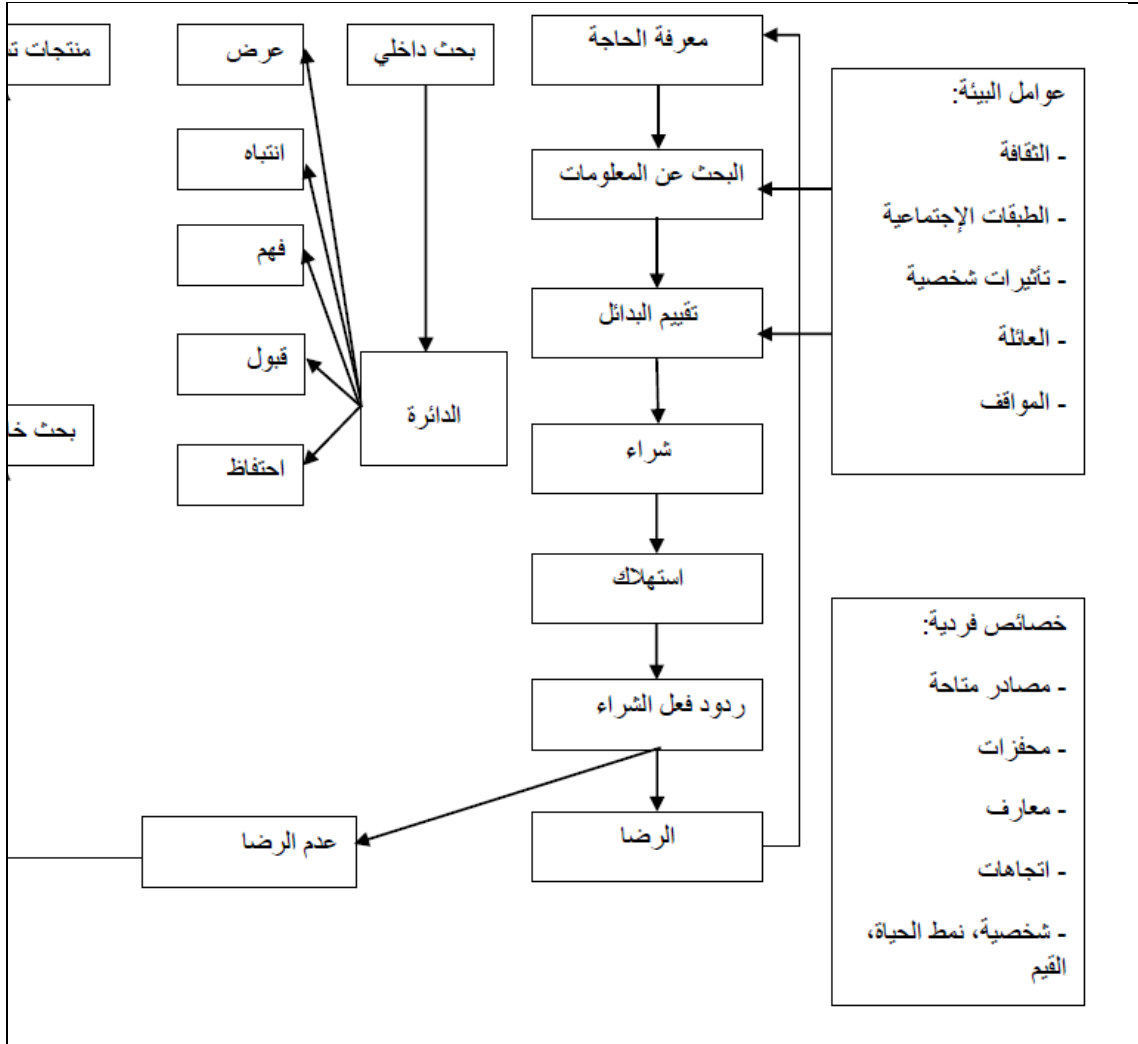 معرفة الحاجة
بحث داخلي
عرض
منتجات
عوامل البيئة:
- الثقافة
- الطبقات الإجتماعية
- تأثيرات شخصية
- العائلة
- المواقف
البحث عن المعلومات
تقييم البدائل
شراء
استهلاك
ردود فعل الشراء
الرضا
انتباه
فهم
قبول
احتفاظ
الدائرة
بحث
عدم الرضا
خصائص فردية:
- مصادر متاحة
- محفزات
- معارف
- اتجاهات
- شخصية، نمط الحياة،
القيم